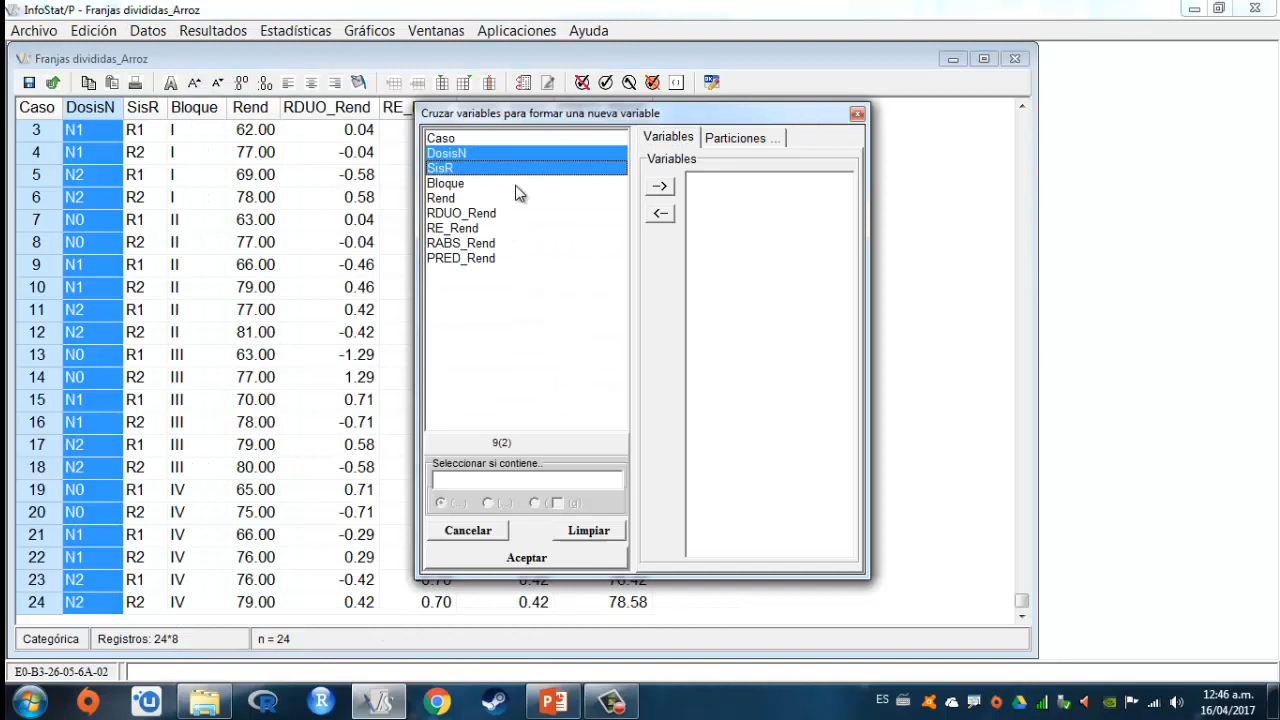 InfoStat/P - Franjas divididas_Arroz
Archivo Edición Datos Resultados Estadísticas Gráficos Ventanas Aplicaciones Ayuda
Franjas divididas_Arroz
Caso DosisN SisR Bloque Rend RDUO_Rend RE_
3 N1 R1 I 62.00 0.04
4 N1 R2 I 77.00 -0.04
5 N2 R1 I 69.00 -0.58
6 N2 R2 I 78.00 0.58
7 N0 R1 II 63.00 0.04
8 N0 R2 II 77.00 -0.04
9 N1 R1 II 66.00 -0.46
10 N1 R2 II 79.00 0.46
11 N2 R1 II 77.00 0.42
12 N2 R2 II 81.00 -0.42
13 N0 R1 III 63.00 -1.29
14 N0 R2 III 77.00 1.29
15 N1 R1 III 70.00 0.71
16 N1 R2 III 78.00 -0.71
17 N2 R1 III 79.00 0.58
18 N2 R2 III 80.00 -0.58
19 N0 R1 IV 65.00 0.71
20 N0 R2 IV 75.00 -0.71
21 N1 R1 IV 66.00 -0.29
22 N1 R2 IV 76.00 0.29
23 N2 R1 IV 76.00 -0.42 0.70 0.42 76.42
24 N2 R2 IV 79.00 0.42 0.70 0.42 78.58
Cruzar variables para formar una nueva variable
Caso
DosisN
SisR
Bloque
Rend
RDUO_Rend
RE_Rend
RABS_Rend
PRED_Rend
9(2)
Seleccionar si contiene..
(...) [...] ( (g)
Cancelar Limpiar
Aceptar
Variables Particiones ...
Variables
Categórica Registros: 24*8 n = 24
E0-B3-26-05-6A-02
ES
12:46 a.m.
16/04/2017